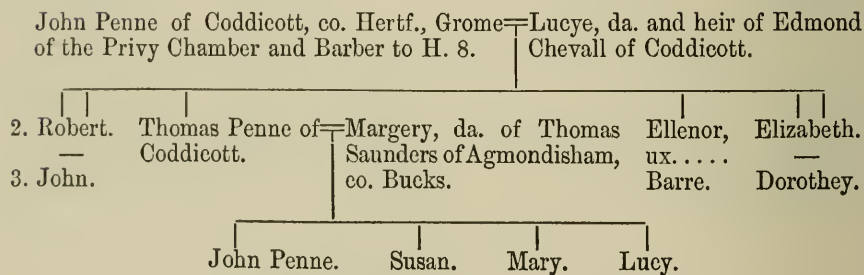 John Penne of Coddicott, co. Hertf., Grome of the Privy Chamber and Barber to H. 8.
Lucye, da. and heir of Edmond Chevall of Coddicott.
2. Robert.
—
3. John.
Thomas Penne of Coddicott.
Margery, da. of Thomas Saunders of Agmondisham, co. Bucks.
Ellenor, ux..... Barre.
Elizabeth.
—
Dorothey.
John Penne.
Susan.
Mary.
Lucy.